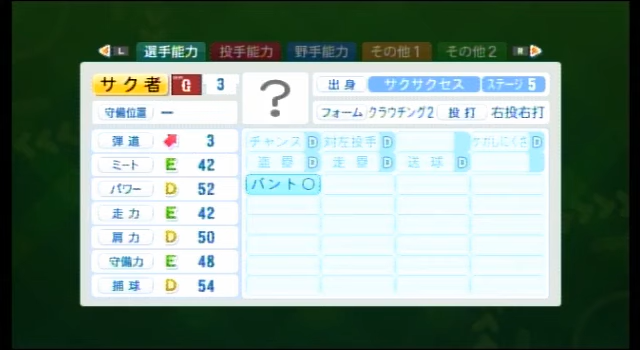 L 選手能力 投手能力 野手能力 その他1 その他2 R
サク者 G 3 ? 出身 サクサクセス ステージ 5
守備位置 ー フォーム クラウチング2 投打 右投右打
弾道 3 チャンス D 対左投手 D D ケガしにくさ D
ミート E 42 盗塁 D 走塁 D 送球 D
パワー D 52 バント〇
走力 E 42
肩力 D 50
守備力 E 48
捕球 D 54